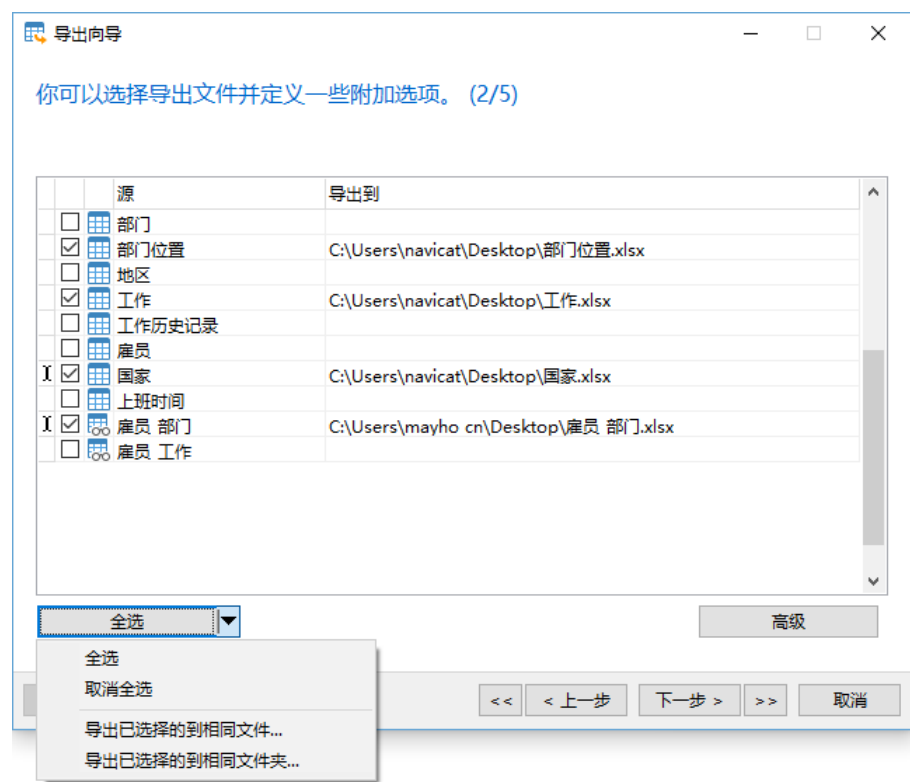 导出向导
你可以选择导出文件并定义一些附加选项。 (2/5)
源 导出到
部门
部门位置 C:\Users\navicat\Desktop\部门位置.xlsx
地区
工作 C:\Users\navicat\Desktop\工作.xlsx
工作历史记录
雇员
国家 C:\Users\navicat\Desktop\国家.xlsx
上班时间
雇员 部门 C:\Users\mayho cn\Desktop\雇员 部门.xlsx
雇员 工作
全选 高级
全选
取消全选
<< < 上一步 下一步 > >> 取消
导出已选择的到相同文件...
导出已选择的到相同文件夹...